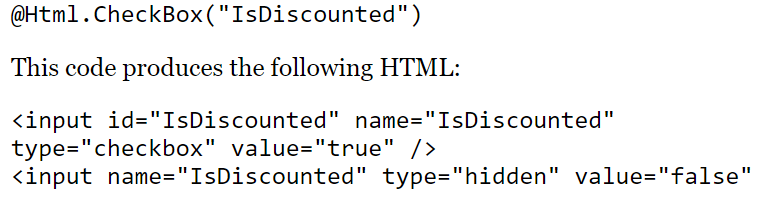 @Html.CheckBox("IsDiscounted")
This code produces the following HTML:
<input id="IsDiscounted" name="IsDiscounted"
type="checkbox" value="true" />
<input name="IsDiscounted" type="hidden" value="false"